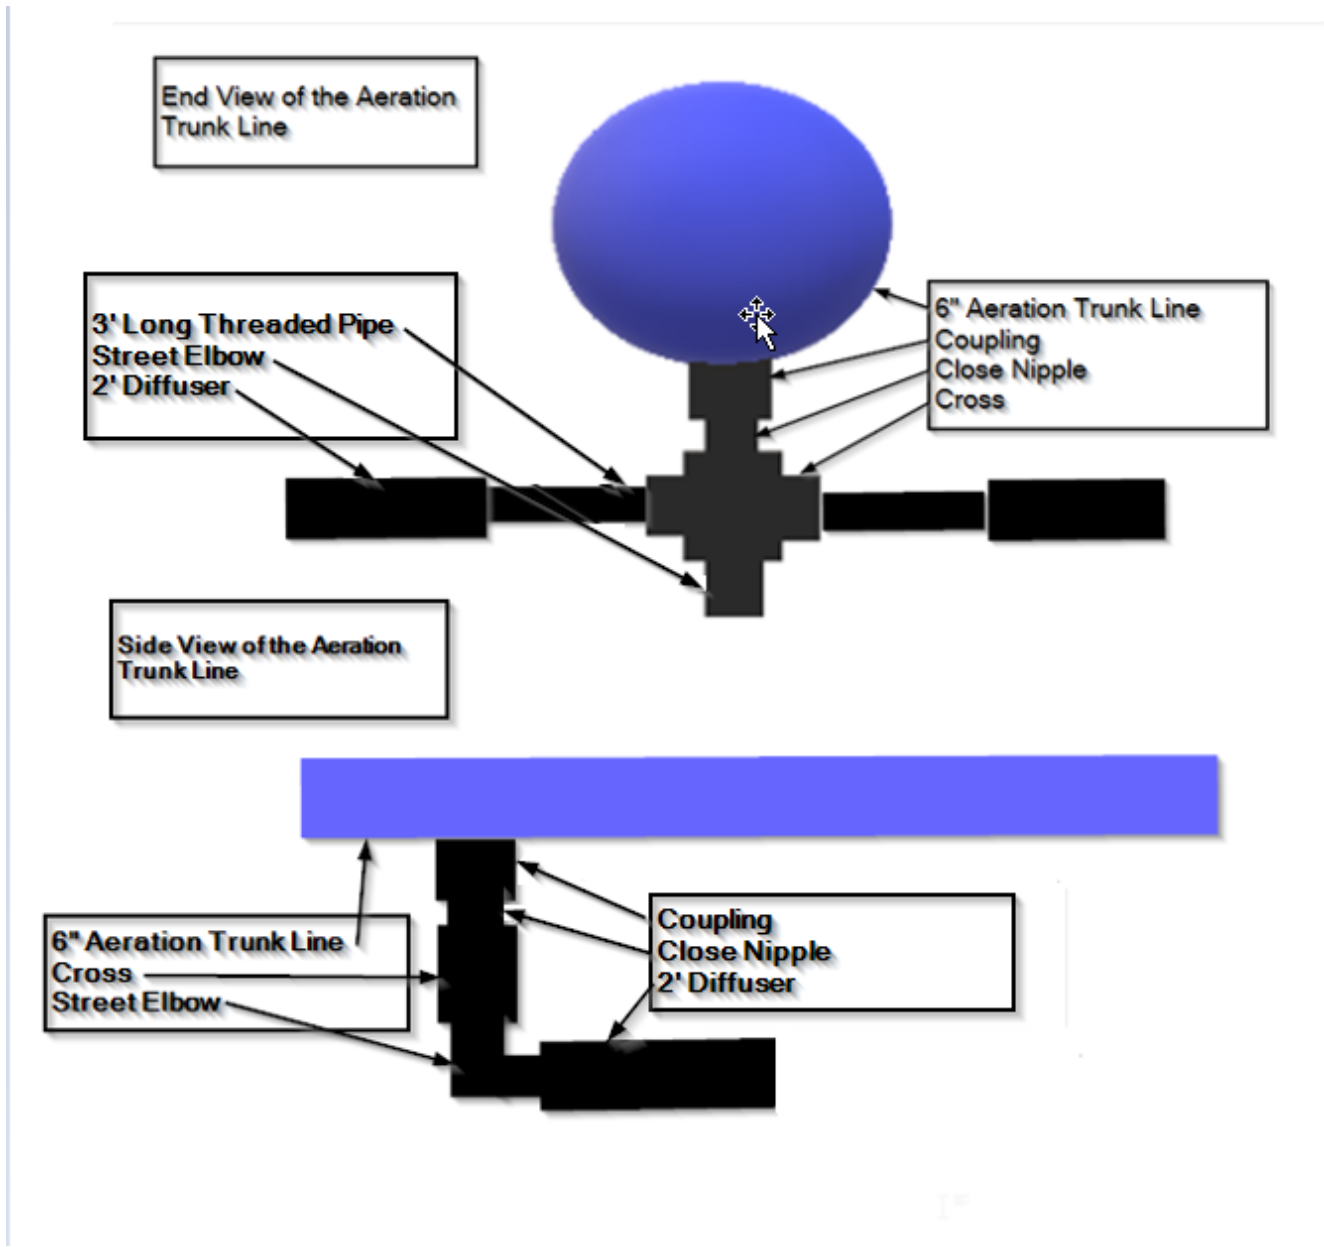 End View of the Aeration
Trunk Line
3' Long Threaded Pipe
Street Elbow
2' Diffuser
6" Aeration Trunk Line
Coupling
Close Nipple
Cross
Side View of the Aeration
Trunk Line
6" Aeration Trunk Line
Cross
Street Elbow
Coupling
Close Nipple
2' Diffuser